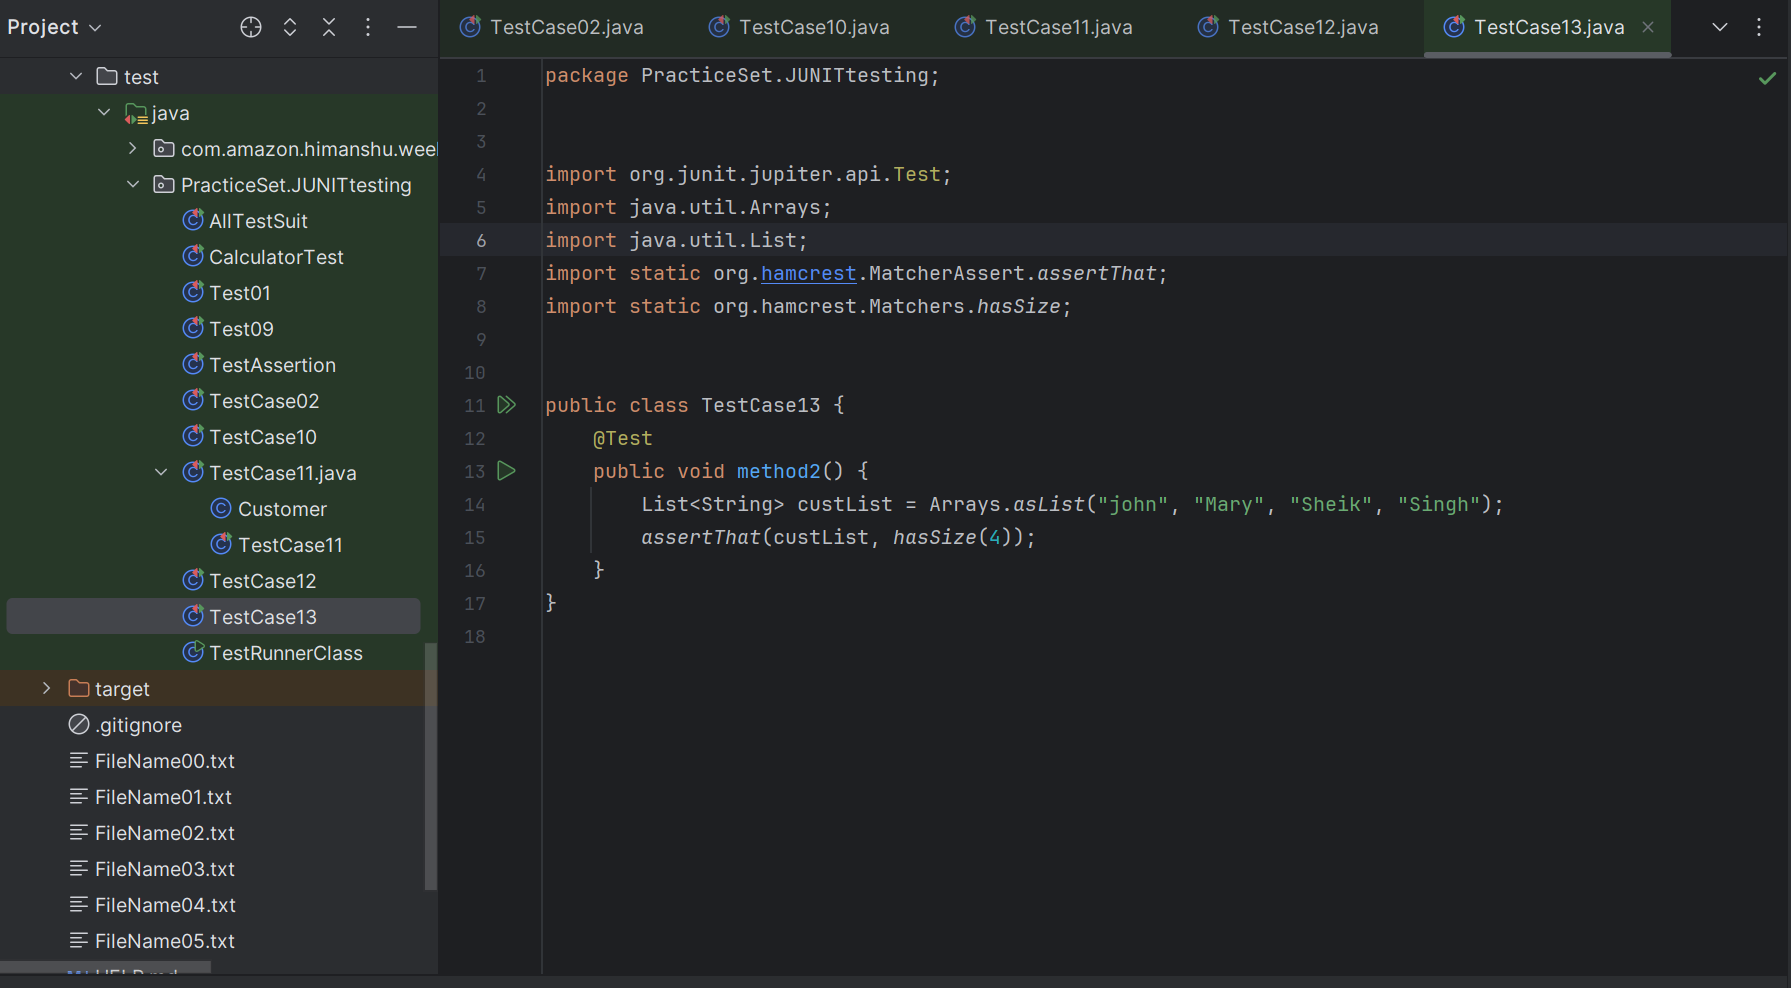 Project
TestCase02.java
TestCase10.java
TestCase11.java
TestCase12.java
TestCase13.java
test
java
com.amazon.himanshu.wee
PracticeSet.JUNITtesting
AllTestSuit
CalculatorTest
Test01
Test09
TestAssertion
TestCase02
TestCase10
TestCase11.java
Customer
TestCase11
TestCase12
TestCase13
TestRunnerClass
target
.gitignore
FileName00.txt
FileName01.txt
FileName02.txt
FileName03.txt
FileName04.txt
FileName05.txt
HELP.md
1 package PracticeSet.JUNITtesting;
2
3
4 import org.junit.jupiter.api.Test;
5 import java.util.Arrays;
6 import java.util.List;
7 import static org.hamcrest.MatcherAssert.assertThat;
8 import static org.hamcrest.Matchers.hasSize;
9
10
11 public class TestCase13 {
12 @Test
13 public void method2() {
14 List<String> custList = Arrays.asList("john", "Mary", "Sheik", "Singh");
15 assertThat(custList, hasSize(4));
16 }
17 }
18